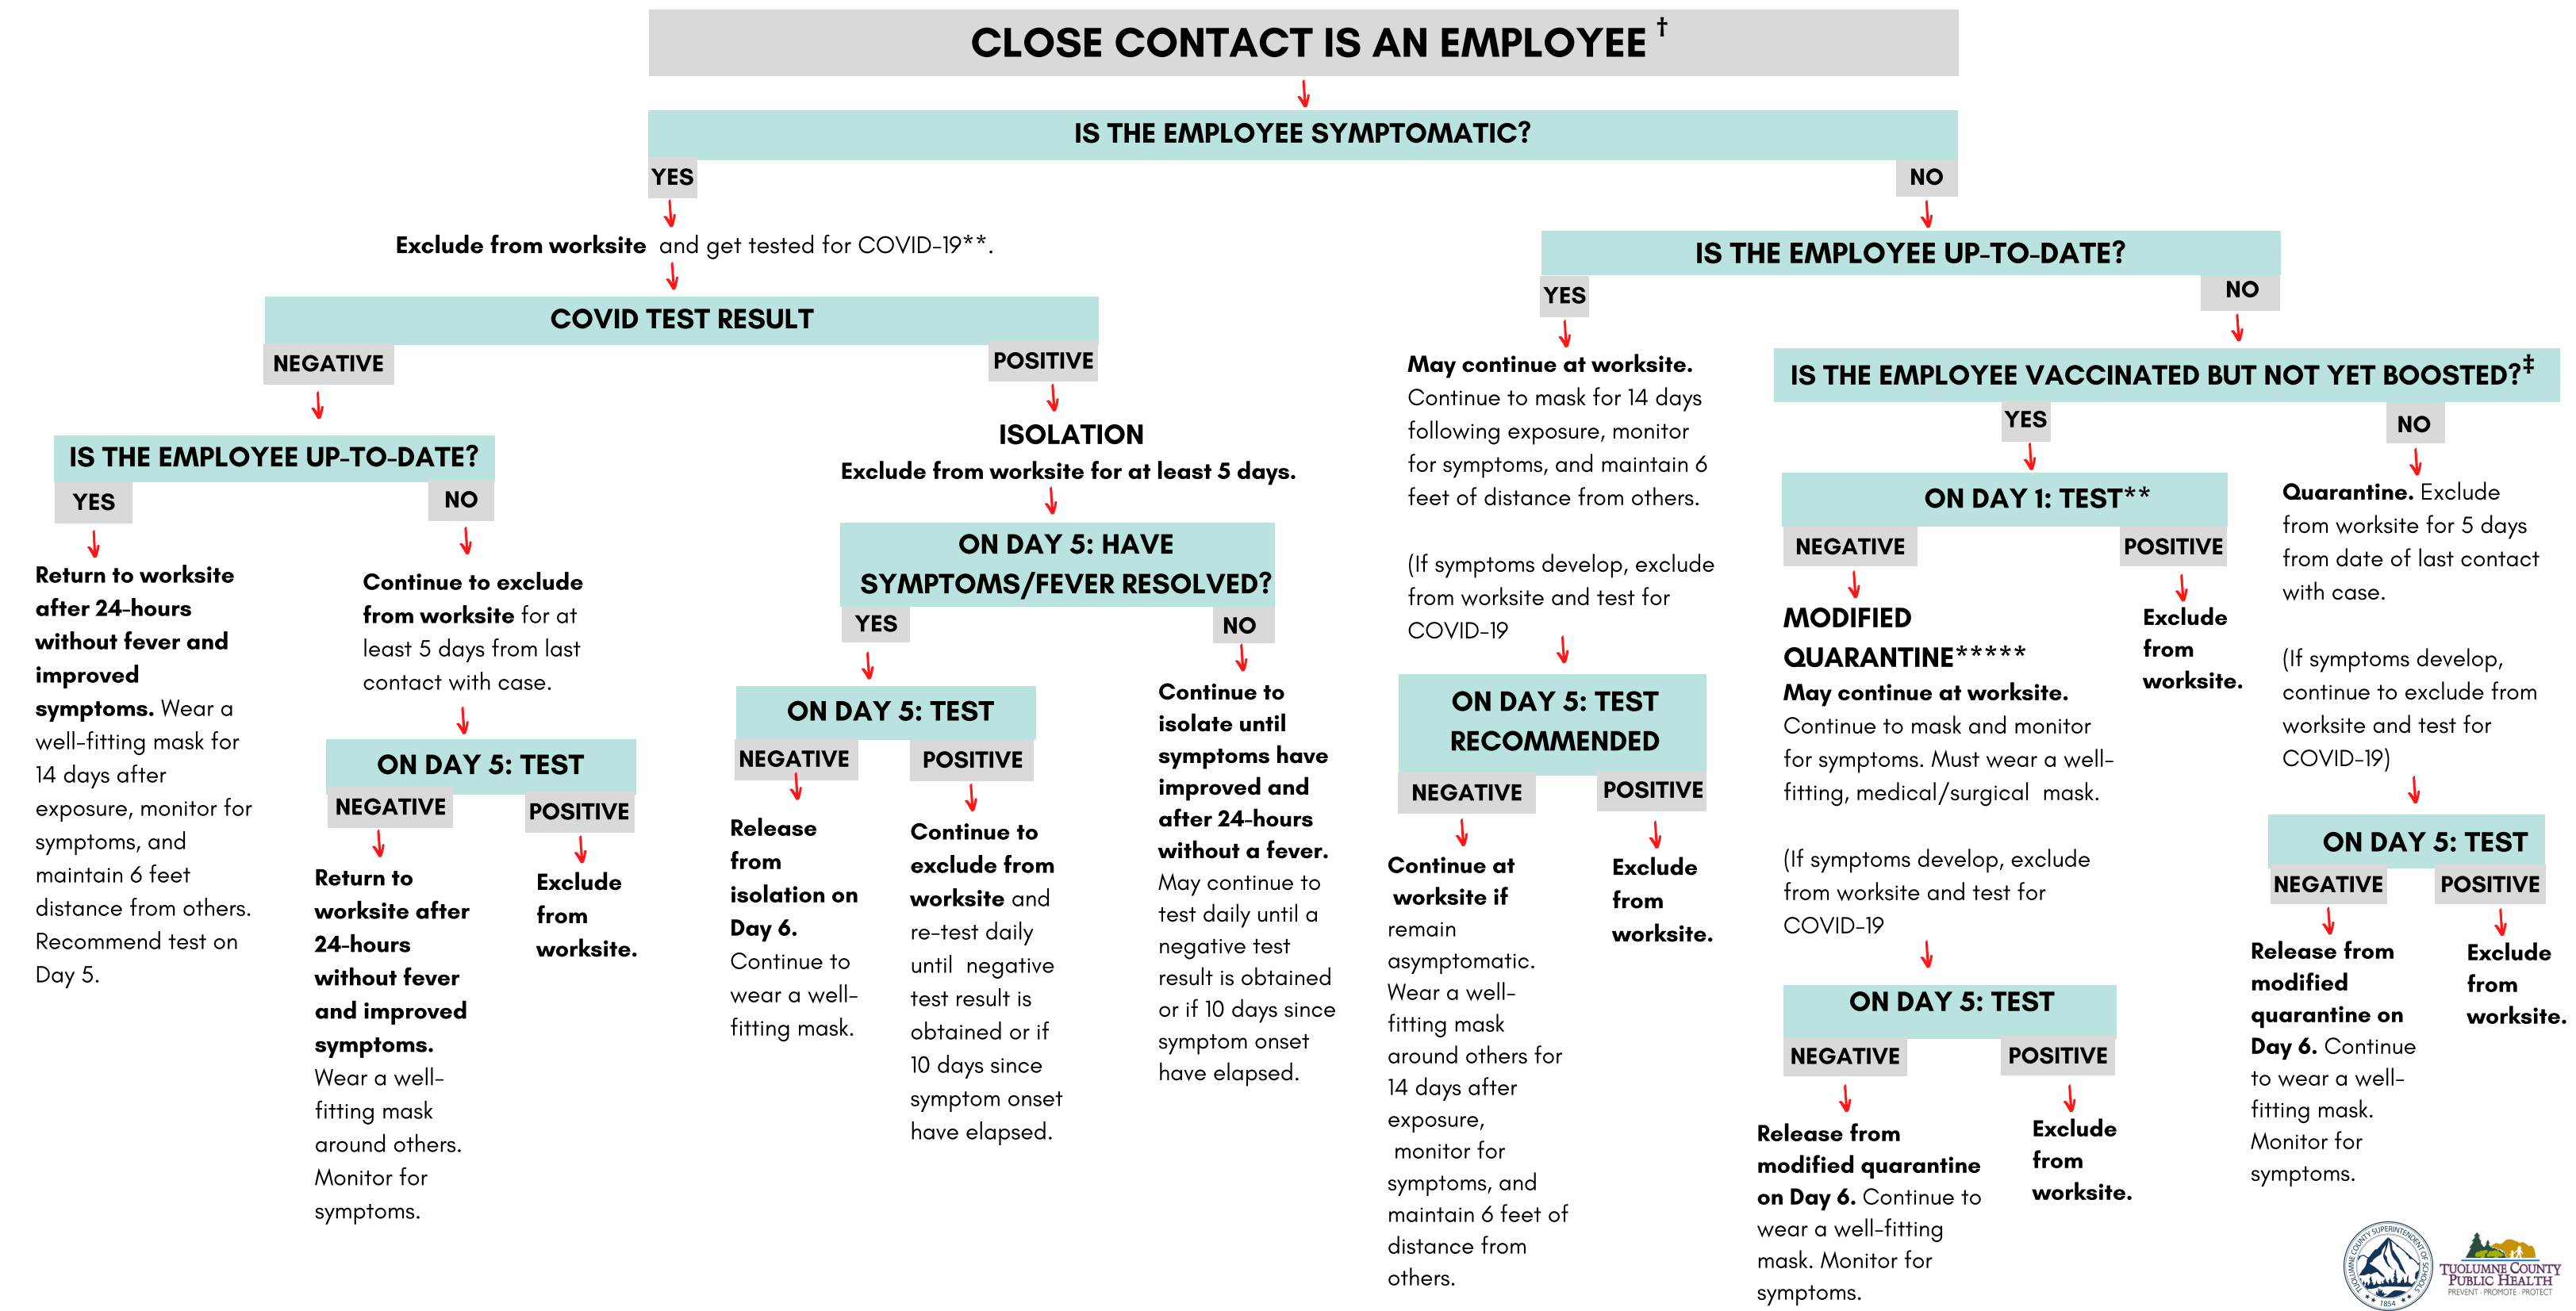 CLOSE CONTACT IS AN EMPLOYEE †
IS THE EMPLOYEE SYMPTOMATIC?
YES
NO
Exclude from worksite and get tested for COVID-19**.
COVID TEST RESULT
NEGATIVE
POSITIVE
IS THE EMPLOYEE UP-TO-DATE?
YES
NO
Return to worksite
after 24-hours
without fever and
improved
symptoms. Wear a
well-fitting mask for
14 days after
exposure, monitor for
symptoms, and
maintain 6 feet
distance from others.
Recommend test on
Day 5.
Continue to exclude
from worksite for at
least 5 days from last
contact with case.
ON DAY 5: TEST
NEGATIVE
POSITIVE
Return to
worksite after
24-hours
without fever
and improved
symptoms.
Wear a well-
fitting mask
around others.
Monitor for
symptoms.
Exclude
from
worksite.
ISOLATION
Exclude from worksite for at least 5 days.
ON DAY 5: HAVE
SYMPTOMS/FEVER RESOLVED?
YES
NO
ON DAY 5: TEST
NEGATIVE
POSITIVE
Release
from
isolation on
Day 6.
Continue to
wear a well-
fitting mask.
Continue to
exclude from
worksite and
re-test daily
until negative
test result is
obtained or if
10 days since
symptom onset
have elapsed.
Continue to
isolate until
symptoms have
improved and
after 24-hours
without a fever.
May continue to
test daily until a
negative test
result is obtained
or if 10 days since
symptom onset
have elapsed.
IS THE EMPLOYEE UP-TO-DATE?
YES
NO
May continue at worksite.
Continue to mask for 14 days
following exposure, monitor
for symptoms, and maintain 6
feet of distance from others.
(If symptoms develop, exclude
from worksite and test for
COVID-19
ON DAY 5: TEST
RECOMMENDED
NEGATIVE
POSITIVE
Continue at
worksite if
remain
asymptomatic.
Wear a well-
fitting mask
around others for
14 days after
exposure,
monitor for
symptoms, and
maintain 6 feet of
distance from
others.
Exclude
from
worksite.
IS THE EMPLOYEE VACCINATED BUT NOT YET BOOSTED?‡
YES
NO
ON DAY 1: TEST**
NEGATIVE
POSITIVE
MODIFIED
QUARANTINE*****
May continue at worksite.
Continue to mask and monitor
for symptoms. Must wear a well-
fitting, medical/surgical mask.
(If symptoms develop, exclude
from worksite and test for
COVID-19
Exclude
from
worksite.
ON DAY 5: TEST
NEGATIVE
POSITIVE
Release from
modified quarantine
on Day 6. Continue to
wear a well-fitting
mask. Monitor for
symptoms.
Exclude
from
worksite.
Quarantine. Exclude
from worksite for 5 days
from date of last contact
with case.
(If symptoms develop,
continue to exclude from
worksite and test for
COVID-19)
ON DAY 5: TEST
NEGATIVE
POSITIVE
Release from
modified
quarantine on
Day 6. Continue
to wear a well-
fitting mask.
Monitor for
symptoms.
Exclude
from
worksite.
TUOLUMNE COUNTY SUPERINTENDENT OF SCHOOLS
1854
TUOLUMNE COUNTY
PUBLIC HEALTH
PREVENT · PROMOTE · PROTECT